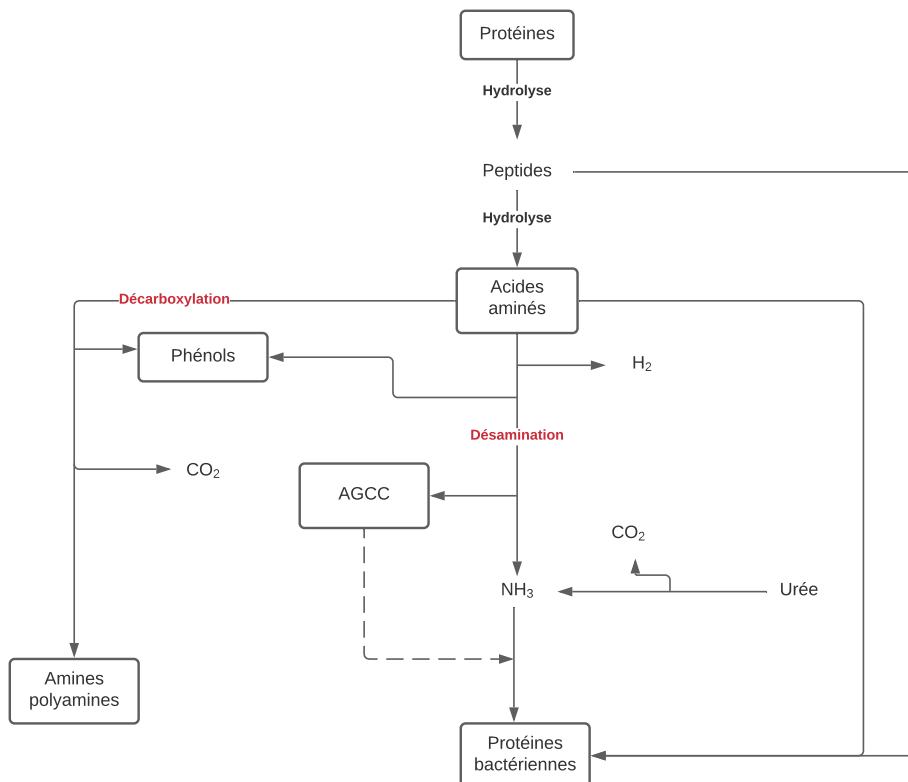 Protéines
Hydrolyse
Peptides
Hydrolyse
Acides
aminés
Décarboxylation
Phénols
H₂
Désamination
CO₂
AGCC
CO₂
NH₃
Urée
Amines
polyamines
Protéines
bactériennes